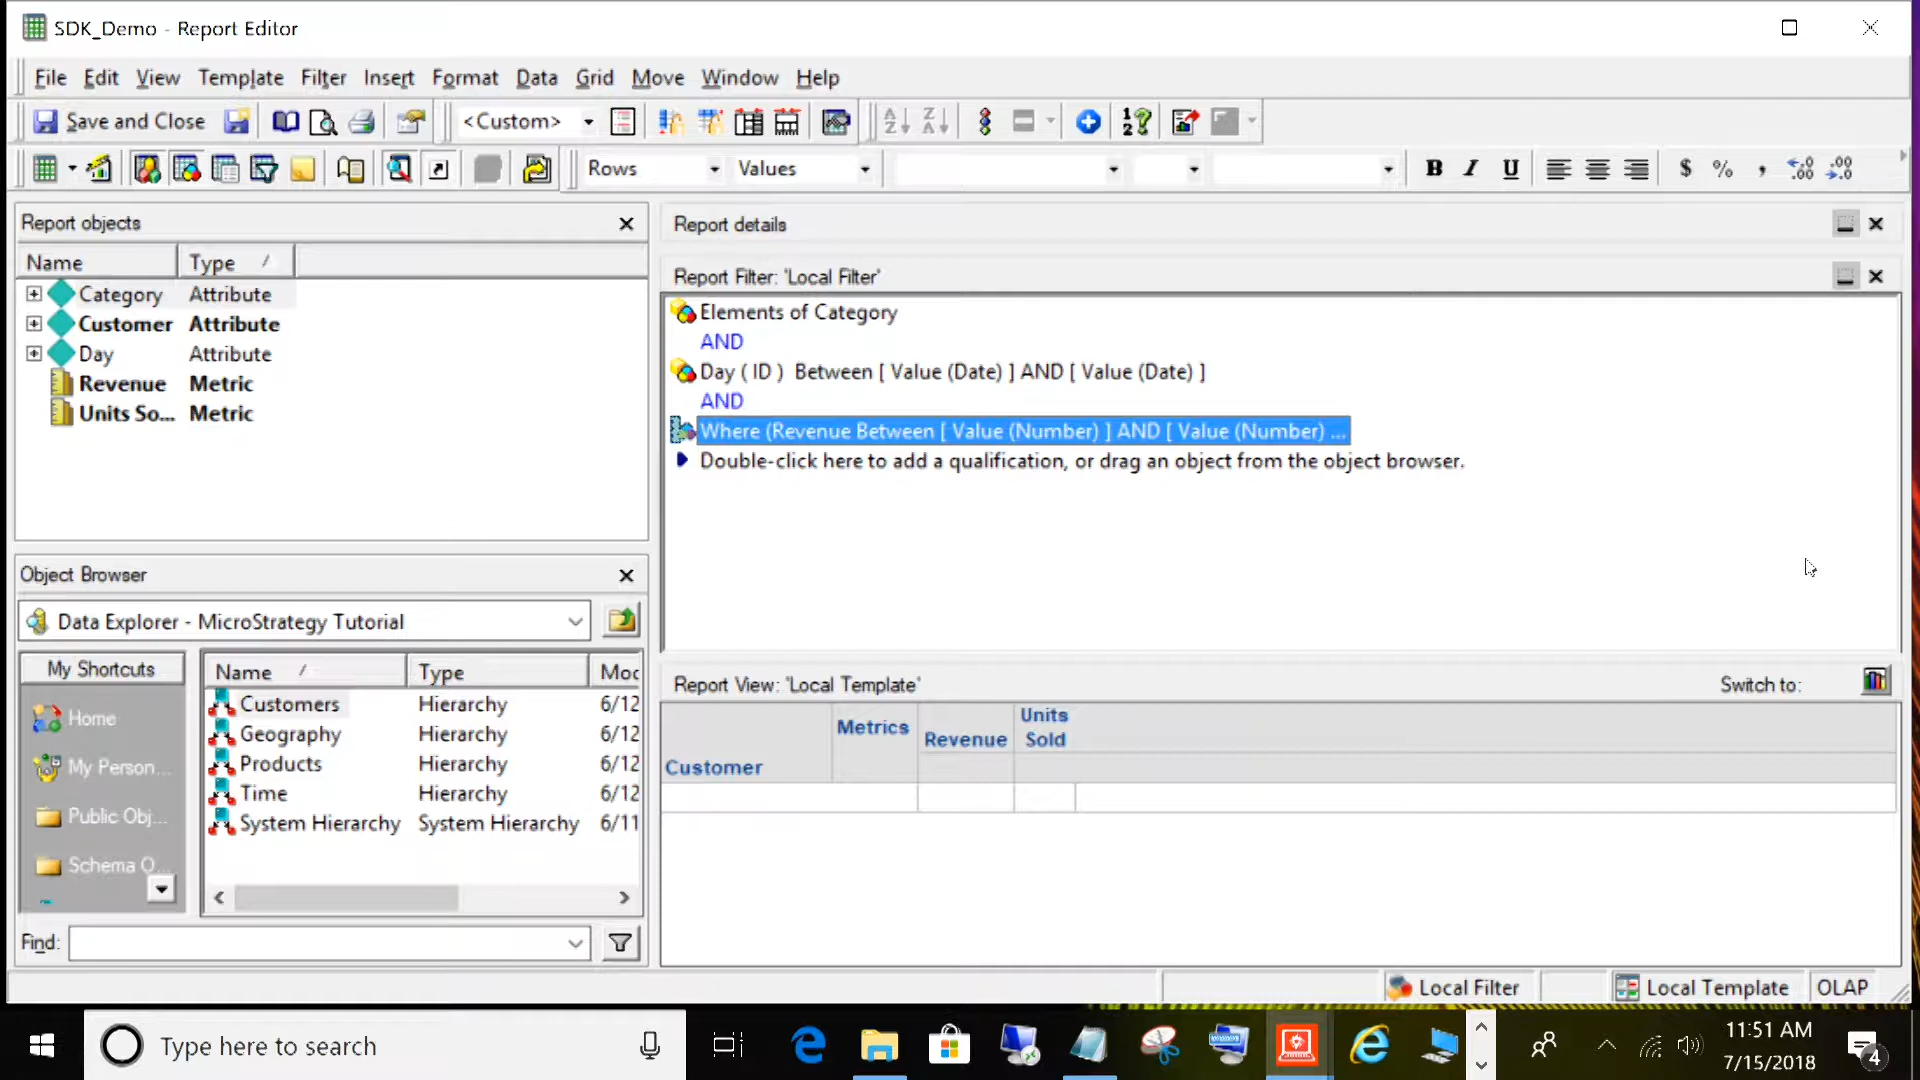 SDK_Demo - Report Editor
File Edit View Template Filter Insert Format Data Grid Move Window Help
Save and Close <Custom>
Rows Values B I U $ % ,
Report objects
Name Type
Category Attribute
Customer Attribute
Day Attribute
Revenue Metric
Units So... Metric
Report details
Report Filter: 'Local Filter'
Elements of Category
AND
Day ( ID ) Between [ Value (Date) ] AND [ Value (Date) ]
AND
Where (Revenue Between [ Value (Number) ] AND [ Value (Number) ...
Double-click here to add a qualification, or drag an object from the object browser.
Object Browser
Data Explorer - MicroStrategy Tutorial
My Shortcuts
Home
My Person...
Public Obj...
Schema O...
Name Type Moc
Customers Hierarchy 6/12
Geography Hierarchy 6/12
Products Hierarchy 6/12
Time Hierarchy 6/12
System Hierarchy System Hierarchy 6/11
Find:
Report View: 'Local Template'
Switch to:
Metrics Revenue Units Sold
Customer
Local Filter Local Template OLAP
Type here to search
11:51 AM
7/15/2018
4